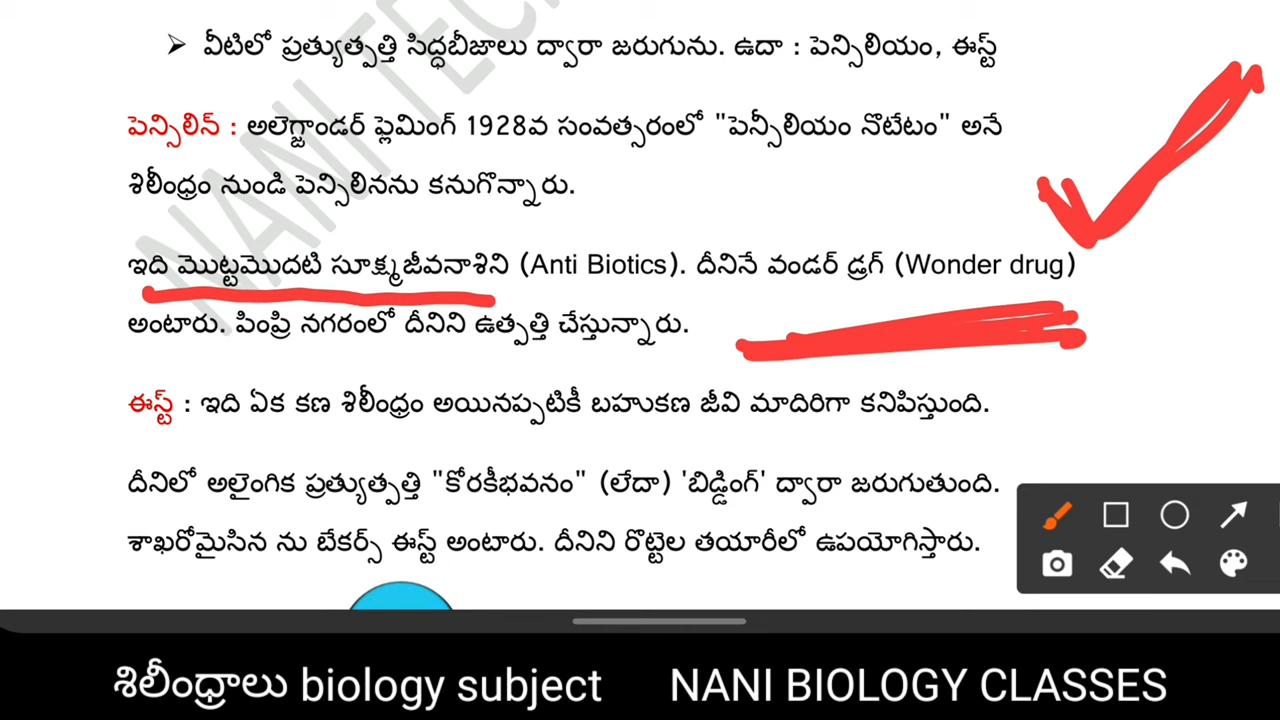 ➤ వీటిలో ప్రత్యుత్పత్తి సిద్ధబీజాలు ద్వారా జరుగును. ఉదా : పెన్సిలియం, ఈస్ట్
పెన్సిలిన్ : అలెగ్జాండర్ ఫ్లెమింగ్ 1928వ సంవత్సరంలో "పెన్సీలియం నొటేటం" అనే
శిలీంధ్రం నుండి పెన్సిలినను కనుగొన్నారు.
ఇది మొట్టమొదటి సూక్ష్మజీవనాశిని (Anti Biotics). దీనినే వండర్ డ్రగ్ (Wonder drug)
అంటారు. పింప్రి నగరంలో దీనిని ఉత్పత్తి చేస్తున్నారు.
ఈస్ట్ : ఇది ఏక కణ శిలీంధ్రం అయినప్పటికీ బహుకణ జీవి మాదిరిగా కనిపిస్తుంది.
దీనిలో అలైంగిక ప్రత్యుత్పత్తి "కోరకీభవనం" (లేదా) 'బిడ్డింగ్' ద్వారా జరుగుతుంది.
శాఖరోమైసిన ను బేకర్స్ ఈస్ట్ అంటారు. దీనిని రొట్టెల తయారీలో ఉపయోగిస్తారు.
NANI TEC
శిలీంధ్రాలు biology subject NANI BIOLOGY CLASSES